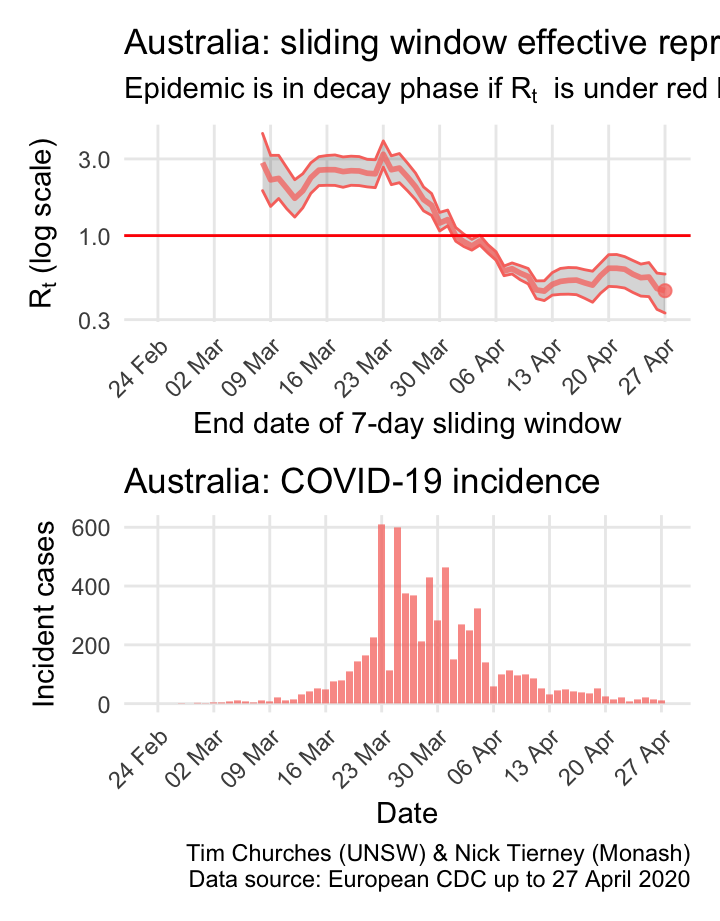 Australia: sliding window effective repr
Epidemic is in decay phase if Rt is under red l
Rt (log scale)
3.0
1.0
0.3
24 Feb
02 Mar
09 Mar
16 Mar
23 Mar
30 Mar
06 Apr
13 Apr
20 Apr
27 Apr
End date of 7-day sliding window
Australia: COVID-19 incidence
Incident cases
600
400
200
0
24 Feb
02 Mar
09 Mar
16 Mar
23 Mar
30 Mar
06 Apr
13 Apr
20 Apr
27 Apr
Date
Tim Churches (UNSW) & Nick Tierney (Monash)
Data source: European CDC up to 27 April 2020